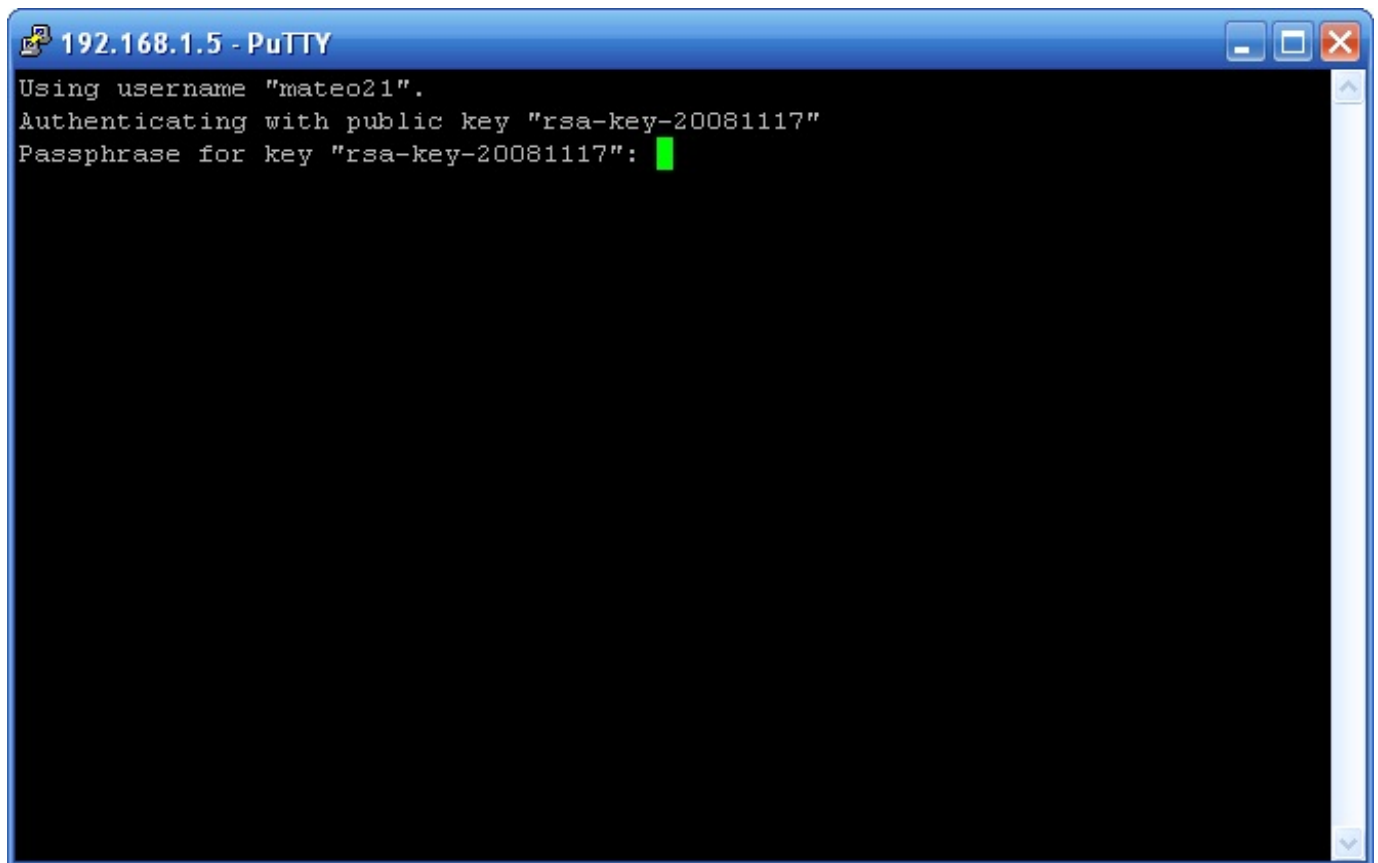 192.168.1.5 - PuTTY
Using username "mateo21".
Authenticating with public key "rsa-key-20081117"
Passphrase for key "rsa-key-20081117":